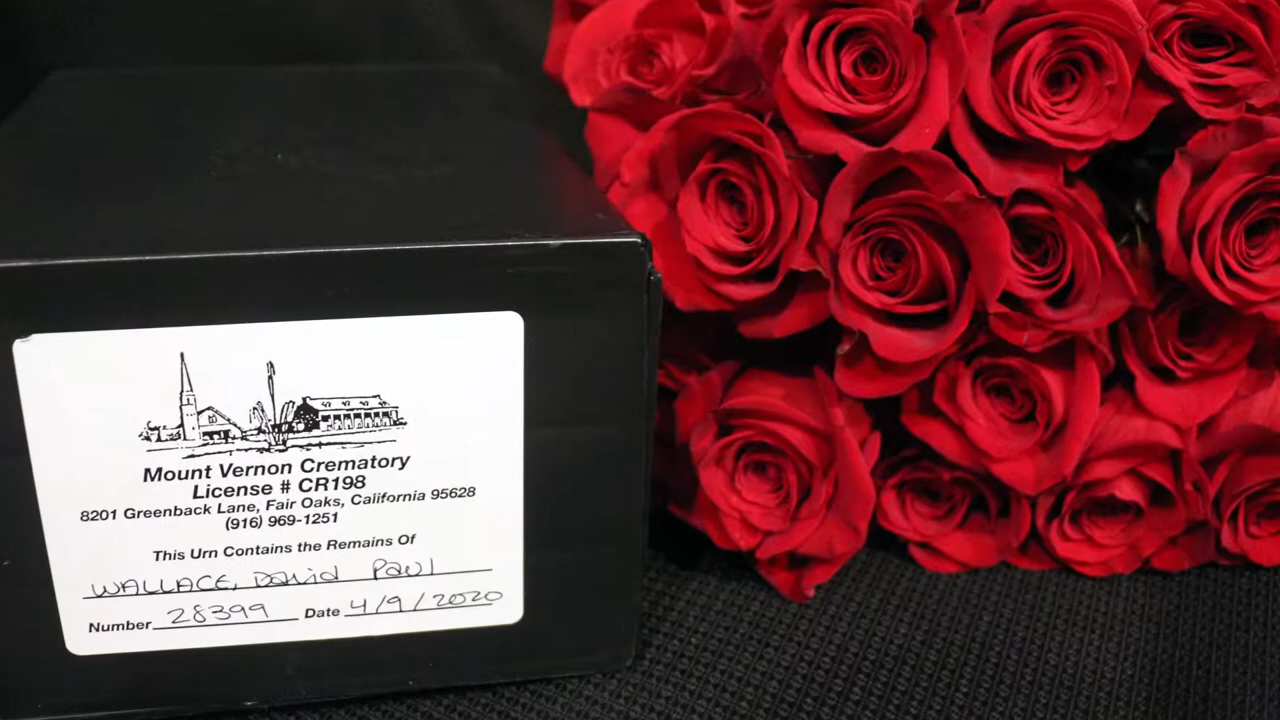 Mount Vernon Crematory
License # CR198
8201 Greenback Lane, Fair Oaks, California 95628
(916) 969-1251
This Urn Contains the Remains Of
WALLACE, David Paul
Number 28399 Date 4/9/2020